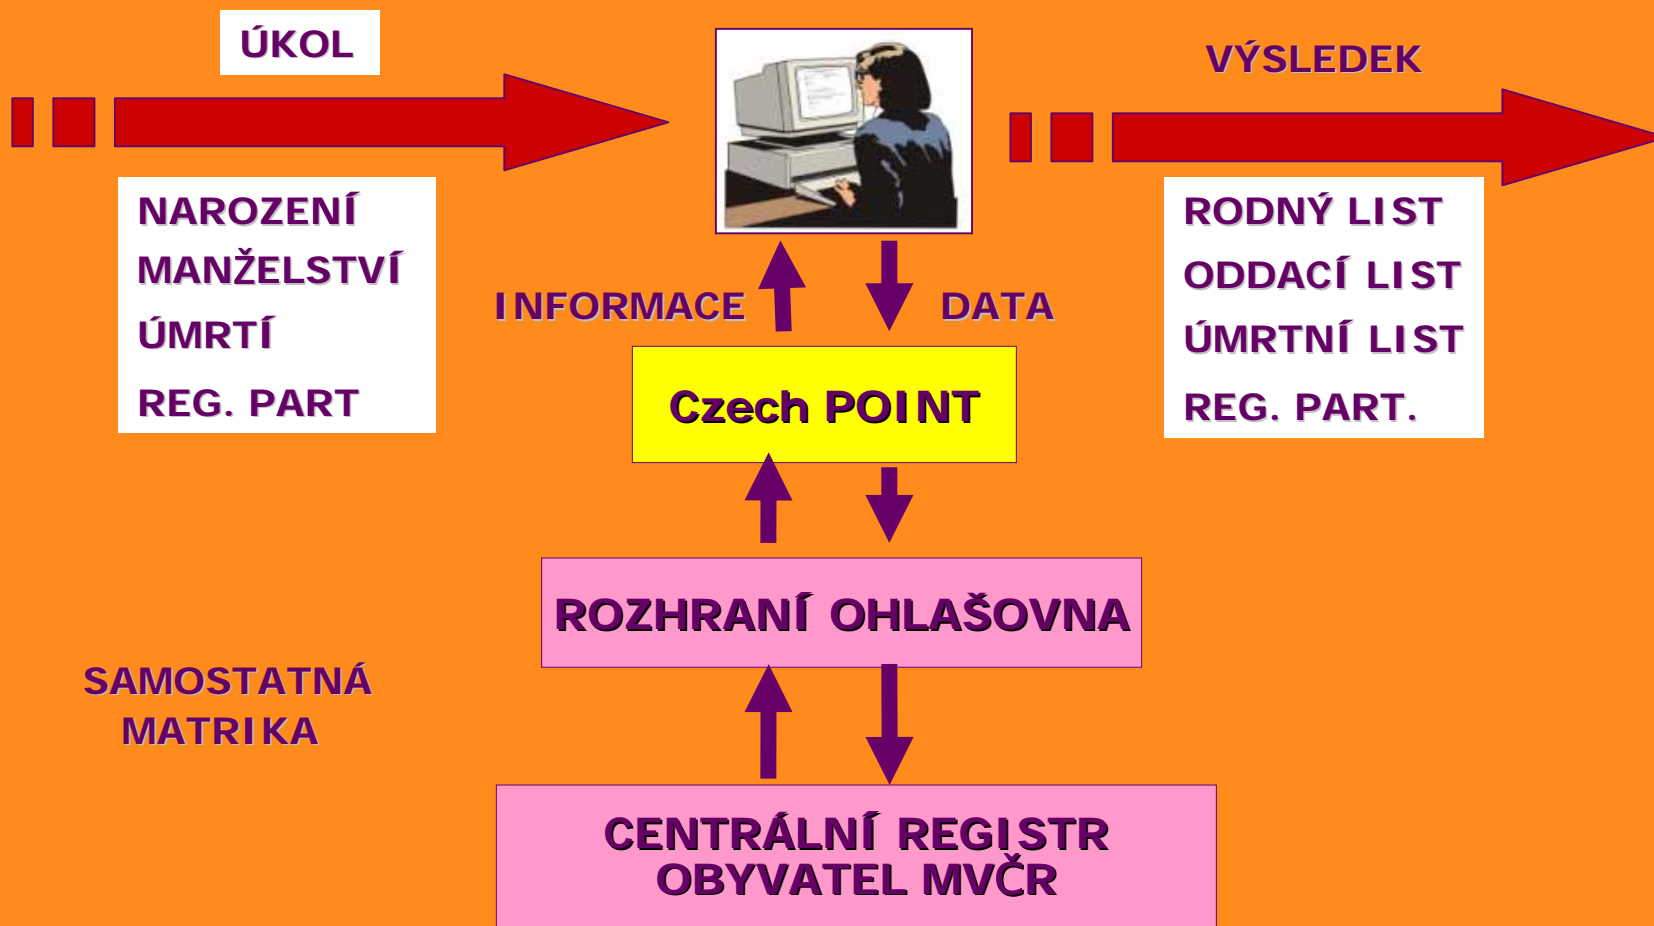 ÚKOL
VÝSLEDEK
NAROZENÍ
MANŽELSTVÍ
ÚMRTÍ
REG. PART
INFORMACE
DATA
RODNÝ LIST
ODDACÍ LIST
ÚMRTNÍ LIST
REG. PART.
Czech POINT
ROZHRANÍ OHLAŠOVNA
SAMOSTATNÁ
MATRIKA
CENTRÁLNÍ REGISTR
OBYVATEL MVČR